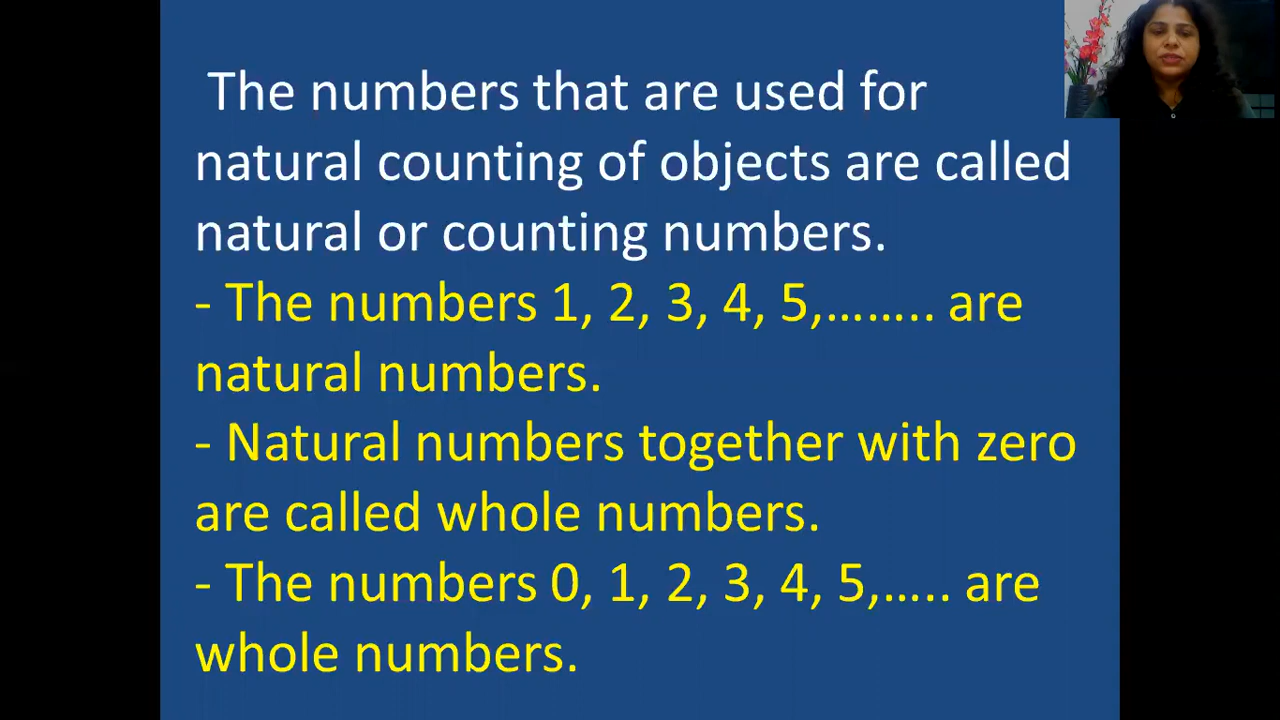 The numbers that are used for
natural counting of objects are called
natural or counting numbers.
- The numbers 1, 2, 3, 4, 5,…….. are
natural numbers.
- Natural numbers together with zero
are called whole numbers.
- The numbers 0, 1, 2, 3, 4, 5,….. are
whole numbers.